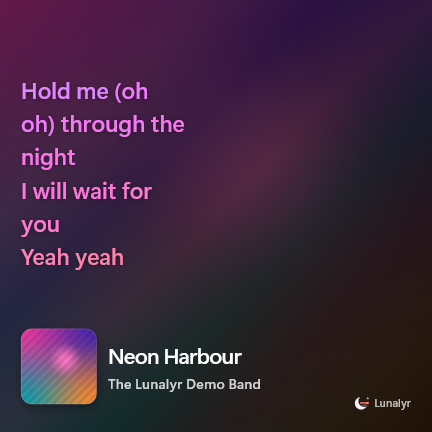 Hold me (oh
oh) through the
night
I will wait for
you
Yeah yeah
Neon Harbour
The Lunalyr Demo Band
Lunalyr